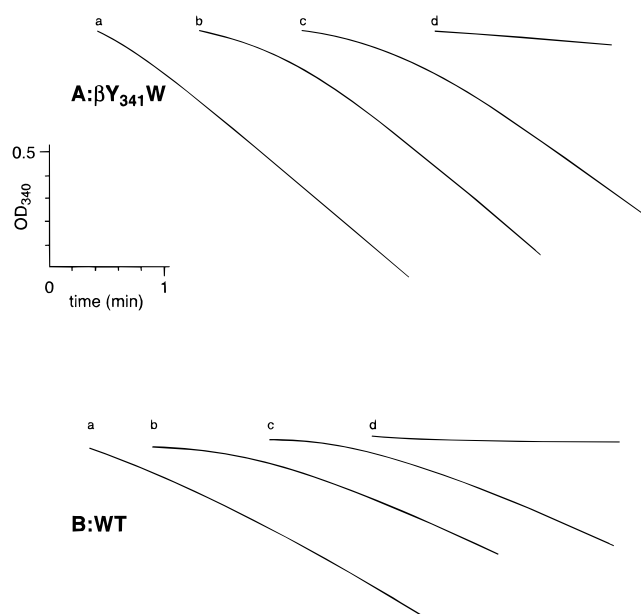 a b c d
A:βY₃₄₁W
0.5
OD₃₄₀
0 1
time (min)
a b c d
B:WT